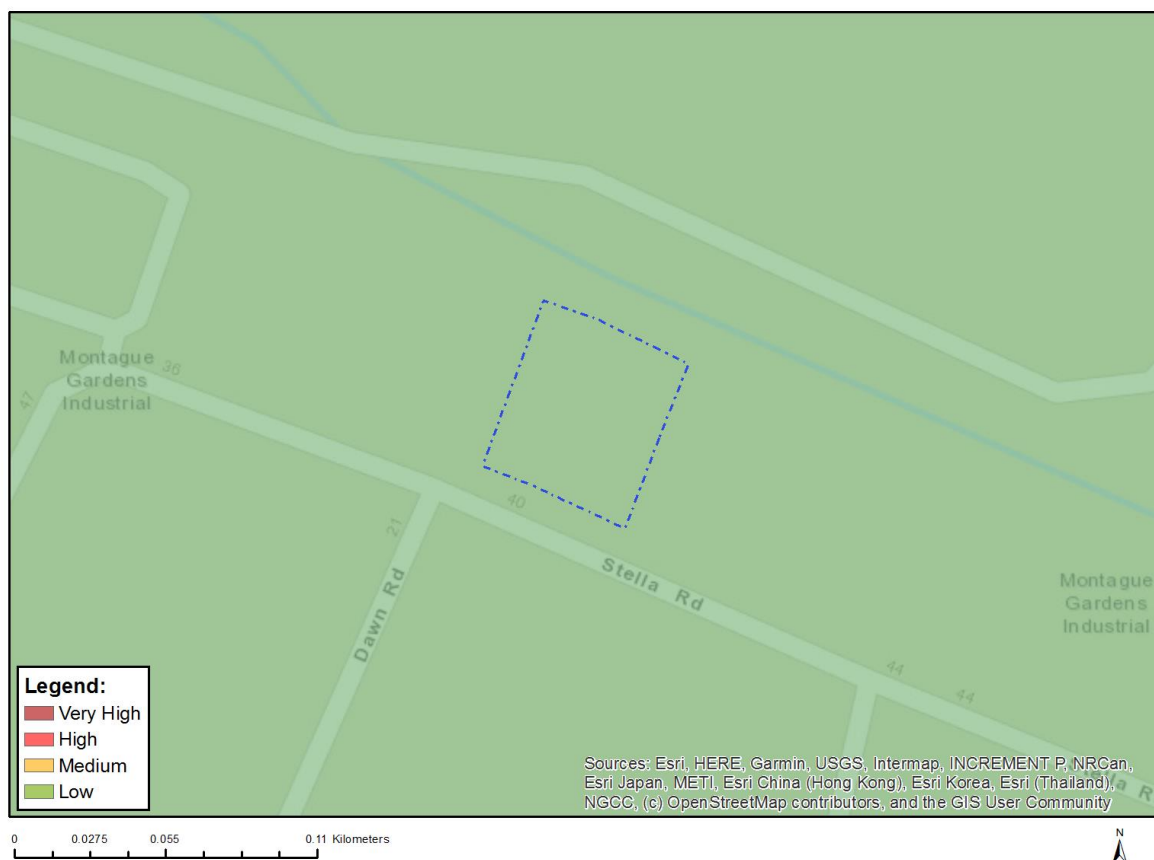 Montague
Gardens
Industrial
36
47
40
21
Stella Rd
Dawn Rd
Montague
Gardens
Industrial
44
44
Stella R
Legend:
Very High
High
Medium
Low
Sources: Esri, HERE, Garmin, USGS, Intermap, INCREMENT P, NRCan,
Esri Japan, METI, Esri China (Hong Kong), Esri Korea, Esri (Thailand),
NGCC, (c) OpenStreetMap contributors, and the GIS User Community
0 0.0275 0.055 0.11 Kilometers
N